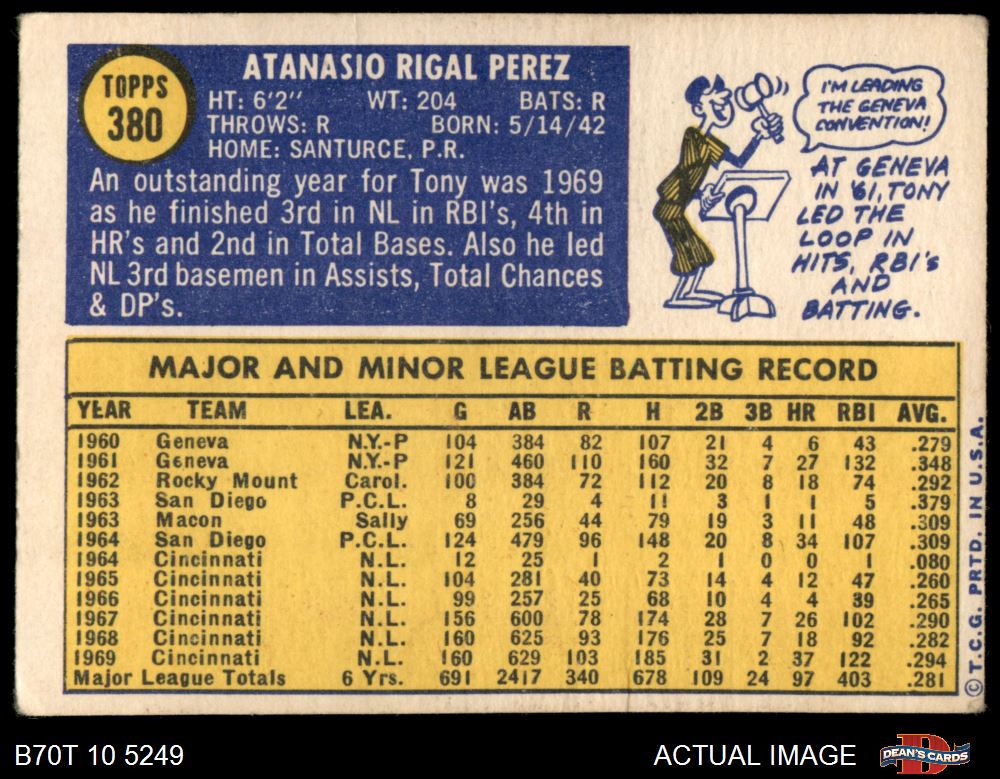 TOPPS
380
ATANASIO RIGAL PEREZ
HT: 6'2" WT: 204 BATS: R
THROWS: R BORN: 5/14/42
HOME: SANTURCE, P.R.
An outstanding year for Tony was 1969
as he finished 3rd in NL in RBI's, 4th in
HR's and 2nd in Total Bases. Also he led
NL 3rd basemen in Assists, Total Chances
& DP's.
I'M LEADING
THE GENEVA
CONVENTION!
AT GENEVA
IN '61, TONY
LED THE
LOOP IN
HITS, RBI's
AND
BATTING.
MAJOR AND MINOR LEAGUE BATTING RECORD
YEAR TEAM LEA. G AB R H 2B 3B HR RBI AVG.
1960 Geneva N.Y.-P 104 384 82 107 21 4 6 43 .279
1961 Geneva N.Y.-P 121 460 110 160 32 7 27 132 .348
1962 Rocky Mount Carol. 100 384 72 112 20 8 18 74 .292
1963 San Diego P.C.L. 8 29 4 11 3 1 1 5 .379
1963 Macon Sally 69 256 44 79 19 3 11 48 .309
1964 San Diego P.C.L. 124 479 96 148 20 8 34 107 .309
1964 Cincinnati N.L. 12 25 1 2 1 0 0 1 .080
1965 Cincinnati N.L. 104 281 40 73 14 4 12 47 .260
1966 Cincinnati N.L. 99 257 25 68 10 4 4 39 .265
1967 Cincinnati N.L. 156 600 78 174 28 7 26 102 .290
1968 Cincinnati N.L. 160 625 93 176 25 7 18 92 .282
1969 Cincinnati N.L. 160 629 103 185 31 2 37 122 .294
Major League Totals 6 Yrs. 691 2417 340 678 109 24 97 403 .281
© T.C.G. PRTD. IN U.S.A.
B70T 10 5249
ACTUAL IMAGE
DEAN'S CARDS